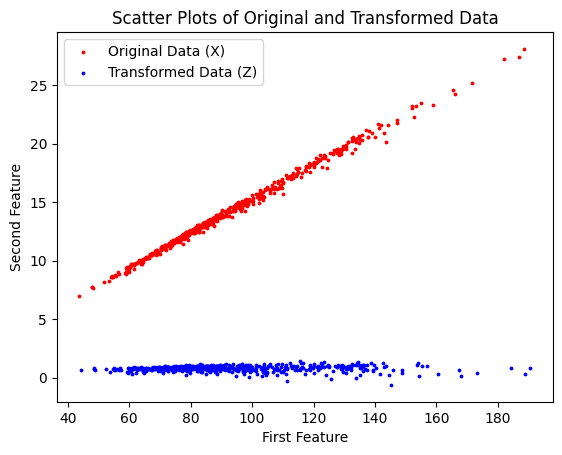 Scatter Plots of Original and Transformed Data
Original Data (X)
Transformed Data (Z)
Second Feature
25
20
15
10
5
0
40 60 80 100 120 140 160 180
First Feature